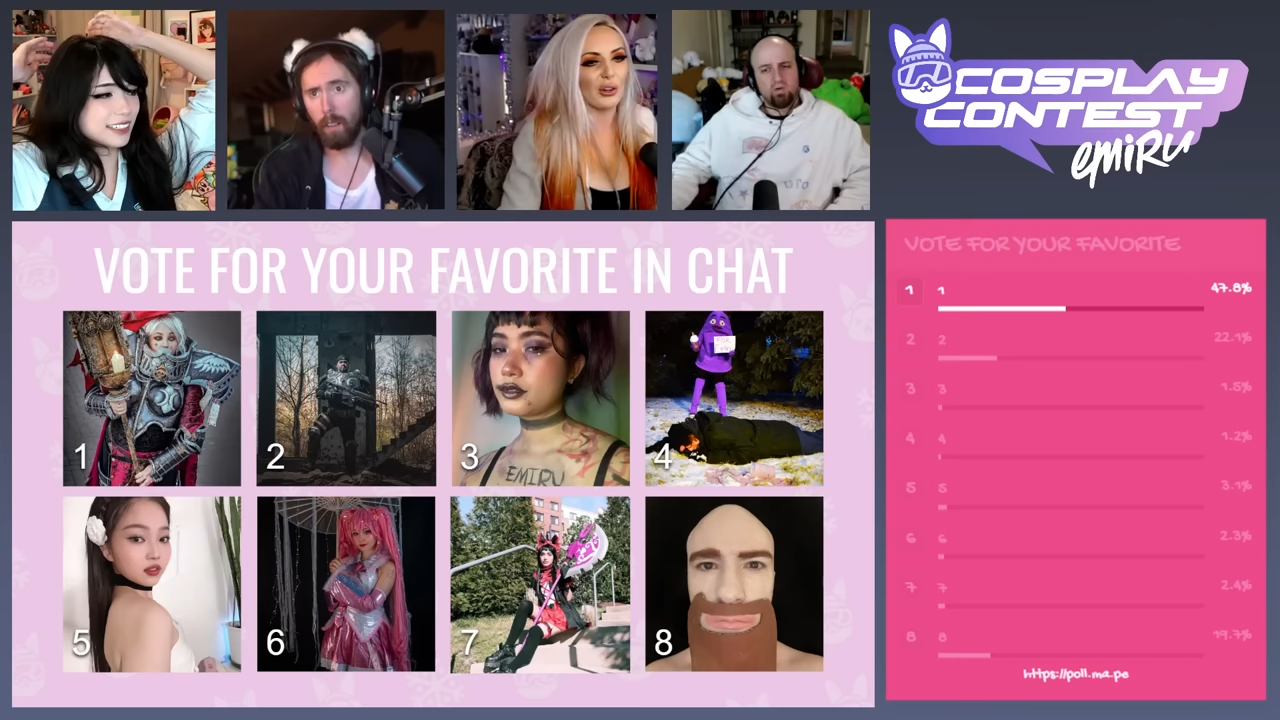 COSPLAY
CONTEST
emiru
VOTE FOR YOUR FAVORITE IN CHAT
1
2
3
EMIRU
4
5
6
7
8
VOTE FOR YOUR FAVORITE
1 1 47.8%
2 2 22.1%
3 3 1.5%
4 4 1.2%
5 5 3.1%
6 6 2.3%
7 7 2.4%
8 8 19.7%
https://poll.ma.pe